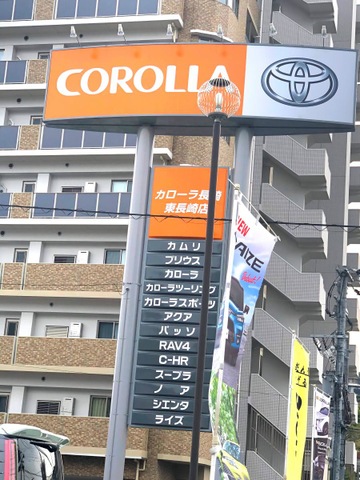 COROLLA
カローラ長崎
東長崎店
カムリ
プリウス
カローラ
カローラツーリング
カローラスポーツ
アクア
パッソ
RAV4
C-HR
スープラ
ノア
シエンタ
ライズ
NEW
RAIZE